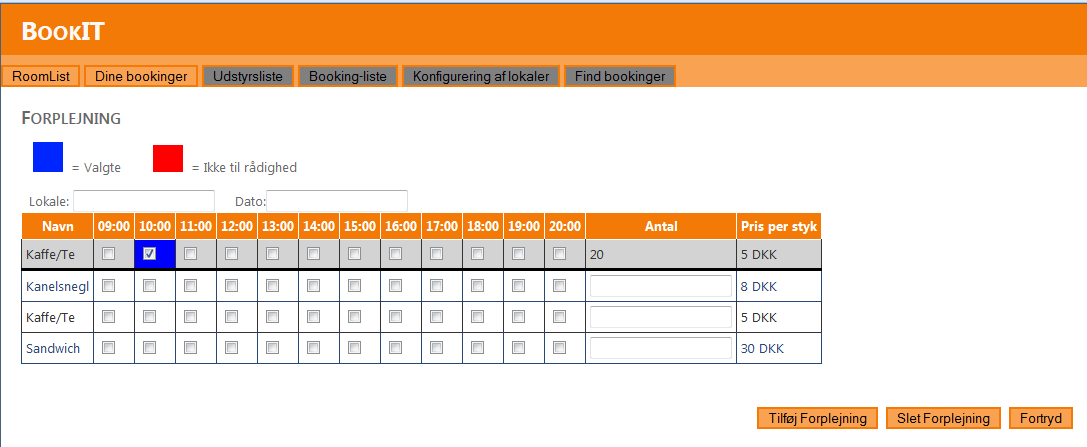 BookIT
RoomList Dine bookinger Udstyrsliste Booking-liste Konfigurering af lokaler Find bookinger
Forplejning
= Valgte = Ikke til rådighed
Lokale: Dato:
Navn 09:00 10:00 11:00 12:00 13:00 14:00 15:00 16:00 17:00 18:00 19:00 20:00 Antal Pris per styk
Kaffe/Te 20 5 DKK
Kanelsnegl 8 DKK
Kaffe/Te 5 DKK
Sandwich 30 DKK
Tilføj Forplejning Slet Forplejning Fortryd